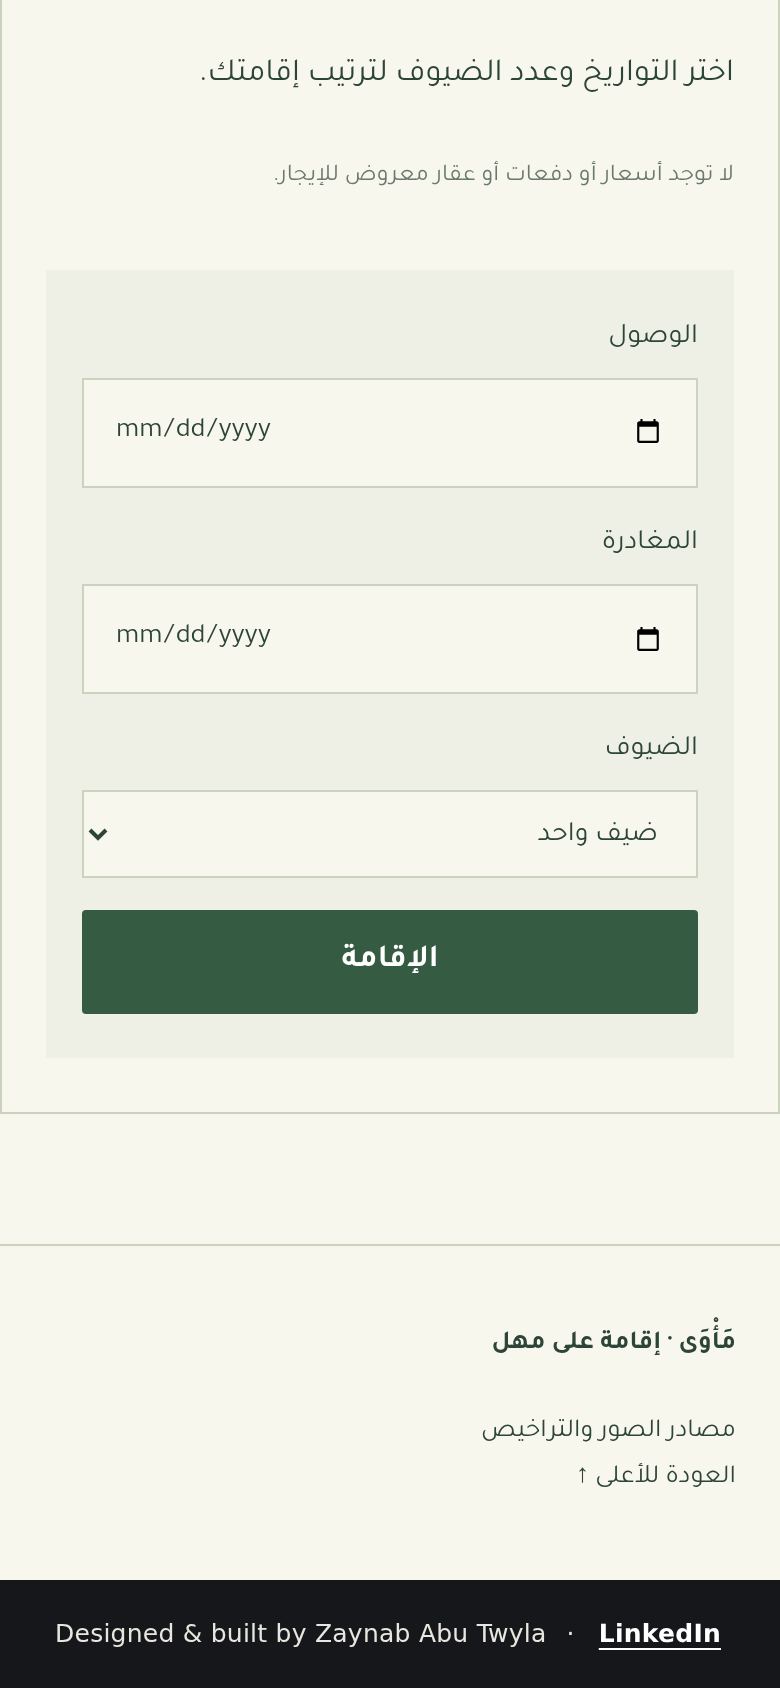 اختر التواريخ وعدد الضيوف لترتيب إقامتك.
لا توجد أسعار أو دفعات أو عقار معروض للإيجار.
الوصول
mm/dd/yyyy
المغادرة
mm/dd/yyyy
الضيوف
ضيف واحد
الإقامة
مَأْوَى · إقامة على مهل
مصادر الصور والتراخيص
العودة للأعلى ↑
Designed & built by Zaynab Abu Twyla · LinkedIn